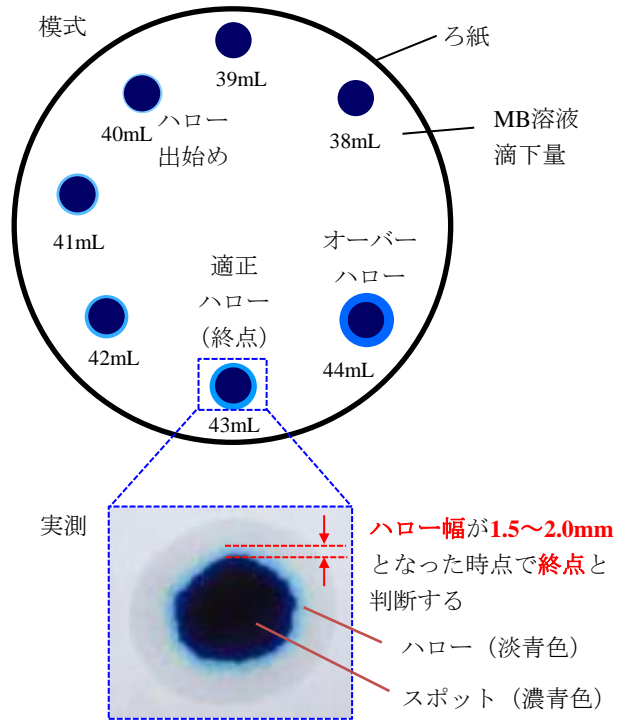 模式
ろ紙
39mL
40mL
ハロー
出始め
38mL
MB溶液
滴下量
41mL
適正
ハロー
（終点）
オーバー
ハロー
42mL
44mL
43mL
実測
ハロー幅が1.5～2.0mm
となった時点で終点と
判断する
ハロー（淡青色）
スポット（濃青色）